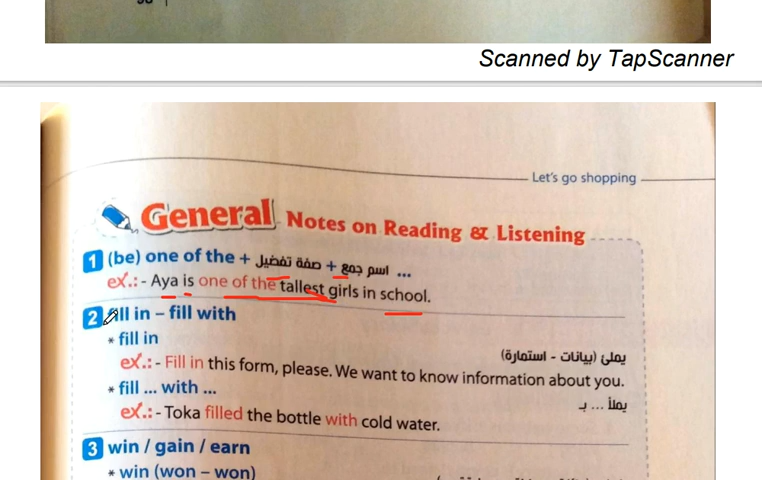 Scanned by TapScanner
Let's go shopping
General Notes on Reading & Listening
1 (be) one of the + صفة تفضيل + اسم جمع ...
ex.: - Aya is one of the tallest girls in school.
2 fill in – fill with
* fill in يملئ (بيانات - استمارة)
ex.: - Fill in this form, please. We want to know information about you.
* fill ... with ... يملأ ... بـ
ex.: - Toka filled the bottle with cold water.
3 win / gain / earn
* win (won – won)